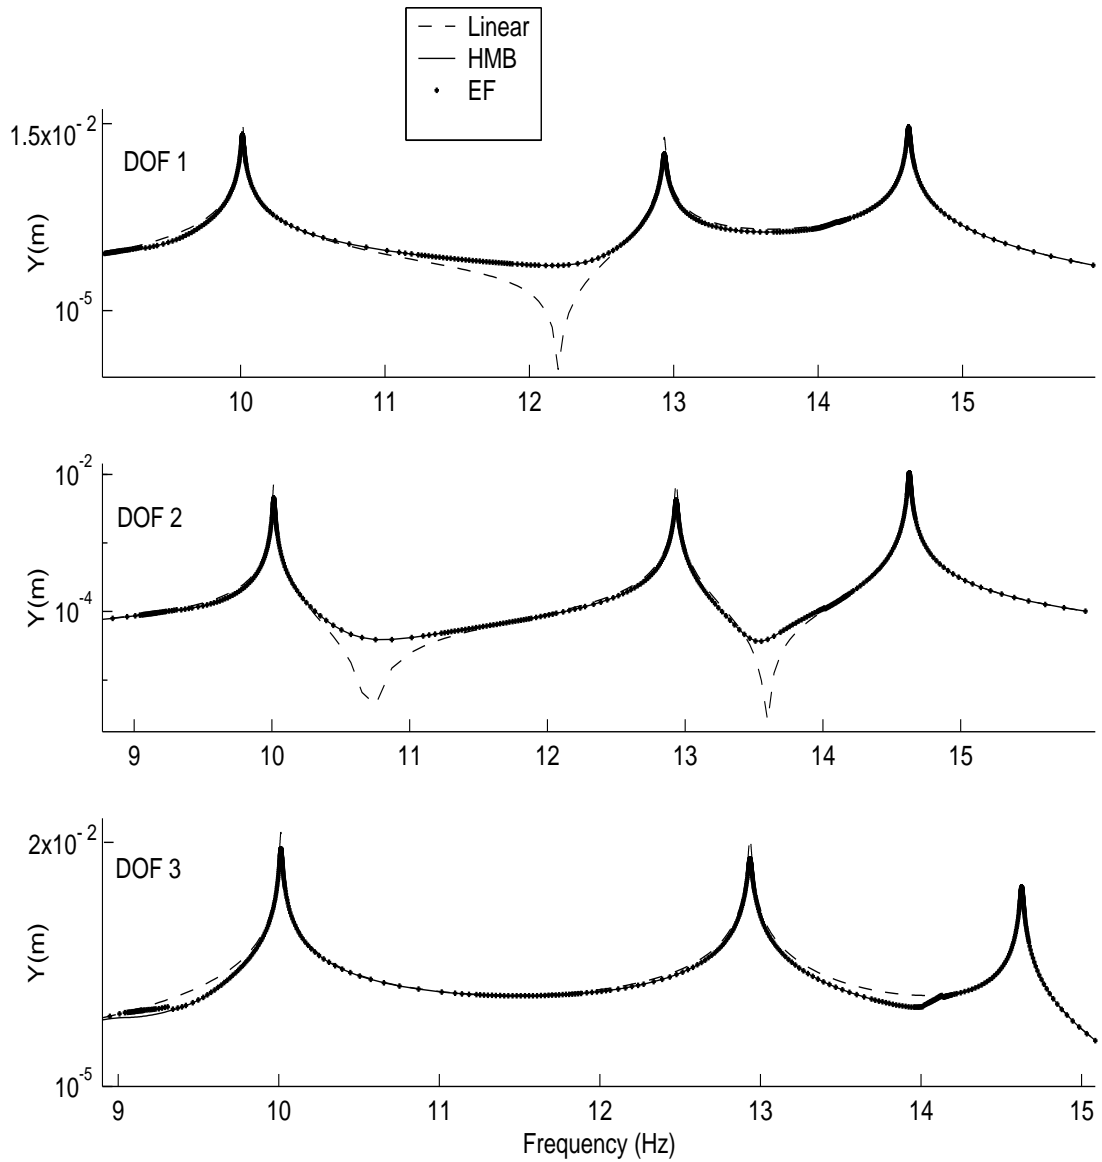 Linear
HMB
EF
1.5x10-2
DOF 1
Y(m)
10-5
10 11 12 13 14 15
10-2
DOF 2
Y(m)
10-4
9 10 11 12 13 14 15
2x10-2
DOF 3
Y(m)
10-5
9 10 11 12 13 14 15
Frequency (Hz)